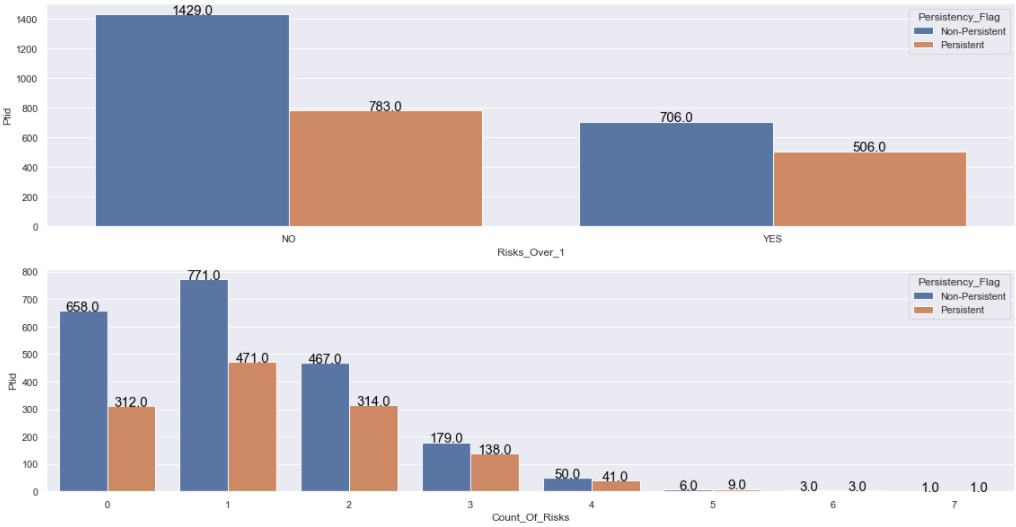 1429.0
783.0
706.0
506.0
Persistency_Flag
Non-Persistent
Persistent
1400
1200
1000
800
600
400
200
0
Ptid
NO
YES
Risks_Over_1
658.0
312.0
771.0
471.0
467.0
314.0
179.0
138.0
50.0
41.0
6.0
9.0
3.0
3.0
1.0
1.0
Persistency_Flag
Non-Persistent
Persistent
800
700
600
500
400
300
200
100
0
Ptid
0 1 2 3 4 5 6 7
Count_Of_Risks